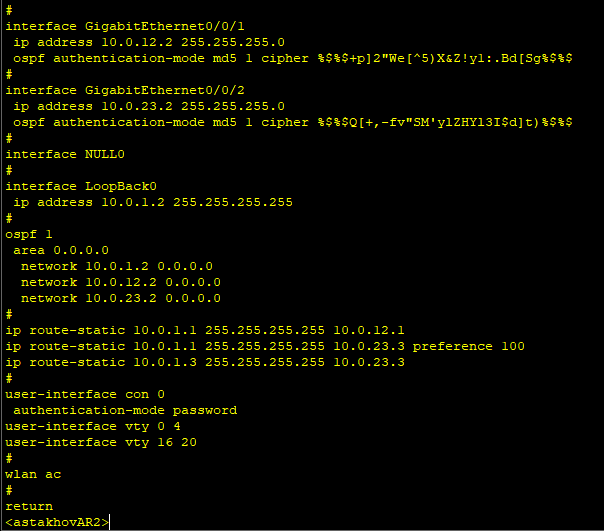 #
interface GigabitEthernet0/0/1
 ip address 10.0.12.2 255.255.255.0
 ospf authentication-mode md5 1 cipher %$%$+p]2"We[^5)X&Z!y1:.Bd[Sg%$%$
#
interface GigabitEthernet0/0/2
 ip address 10.0.23.2 255.255.255.0
 ospf authentication-mode md5 1 cipher %$%$Q[+,-fv"SM'ylZHYl3I$d]t)%$%$
#
interface NULL0
#
interface LoopBack0
 ip address 10.0.1.2 255.255.255.255
#
ospf 1
 area 0.0.0.0
  network 10.0.1.2 0.0.0.0
  network 10.0.12.2 0.0.0.0
  network 10.0.23.2 0.0.0.0
#
ip route-static 10.0.1.1 255.255.255.255 10.0.12.1
ip route-static 10.0.1.1 255.255.255.255 10.0.23.3 preference 100
ip route-static 10.0.1.3 255.255.255.255 10.0.23.3
#
user-interface con 0
 authentication-mode password
user-interface vty 0 4
user-interface vty 16 20
#
wlan ac
#
return
<astakhovAR2>